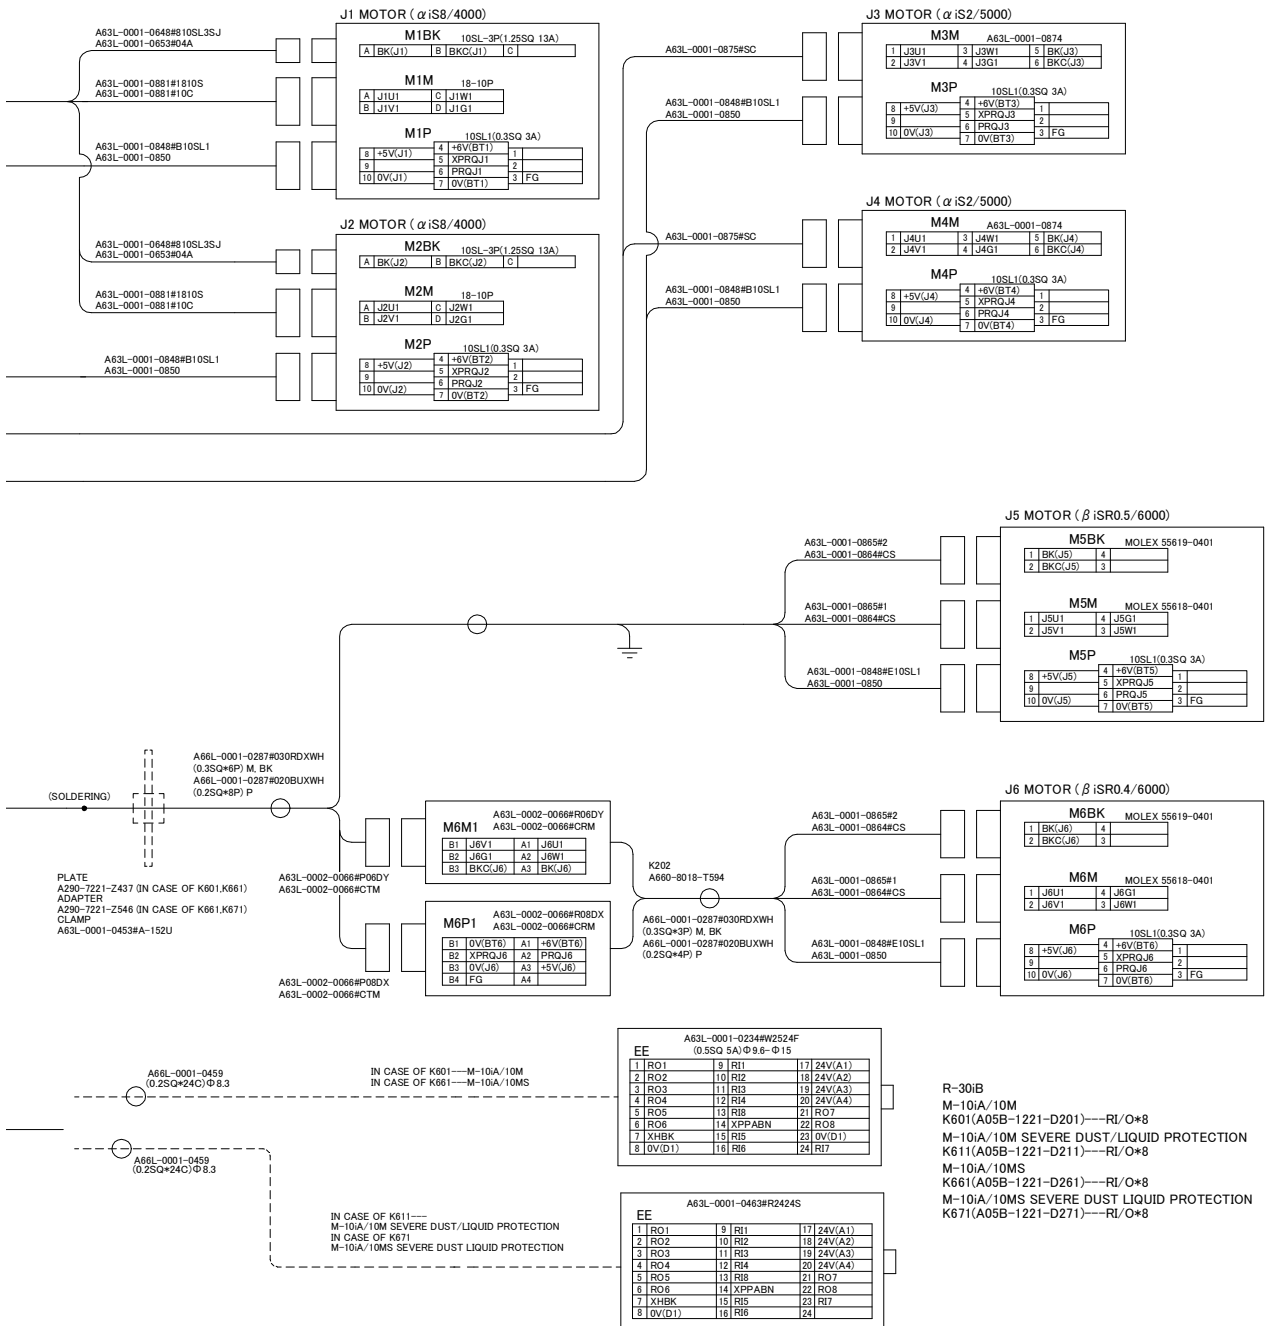 J1 MOTOR (αiS8/4000)
A63L-0001-0648#810SL3SJ
A63L-0001-0653#04A
M1BK 10SL-3P(1.25SQ 13A)
A BK(J1) B BKC(J1) C
A63L-0001-0881#1810S
A63L-0001-0881#10C
M1M 18-10P
A J1U1 C J1W1
B J1V1 D J1G1
A63L-0001-0848#B10SL1
A63L-0001-0850
M1P 10SL1(0.3SQ 3A)
8 +5V(J1) 4 +6V(BT1) 1
9 5 XPRQJ1 2
10 0V(J1) 6 PRQJ1 3 FG
7 0V(BT1)
J2 MOTOR (αiS8/4000)
A63L-0001-0648#810SL3SJ
A63L-0001-0653#04A
M2BK 10SL-3P(1.25SQ 13A)
A BK(J2) B BKC(J2) C
A63L-0001-0881#1810S
A63L-0001-0881#10C
M2M 18-10P
A J2U1 C J2W1
B J2V1 D J2G1
A63L-0001-0848#B10SL1
A63L-0001-0850
M2P 10SL1(0.3SQ 3A)
8 +5V(J2) 4 +6V(BT2) 1
9 5 XPRQJ2 2
10 0V(J2) 6 PRQJ2 3 FG
7 0V(BT2)
J3 MOTOR (αiS2/5000)
A63L-0001-0875#SC
M3M A63L-0001-0874
1 J3U1 3 J3W1 5 BK(J3)
2 J3V1 4 J3G1 6 BKC(J3)
A63L-0001-0848#B10SL1
A63L-0001-0850
M3P 10SL1(0.3SQ 3A)
8 +5V(J3) 4 +6V(BT3) 1
9 5 XPRQJ3 2
10 0V(J3) 6 PRQJ3 3 FG
7 0V(BT3)
J4 MOTOR (αiS2/5000)
A63L-0001-0875#SC
M4M A63L-0001-0874
1 J4U1 3 J4W1 5 BK(J4)
2 J4V1 4 J4G1 6 BKC(J4)
A63L-0001-0848#B10SL1
A63L-0001-0850
M4P 10SL1(0.3SQ 3A)
8 +5V(J4) 4 +6V(BT4) 1
9 5 XPRQJ4 2
10 0V(J4) 6 PRQJ4 3 FG
7 0V(BT4)
J5 MOTOR (βiSR0.5/6000)
A63L-0001-0865#2
A63L-0001-0864#CS
M5BK MOLEX 55619-0401
1 BK(J5) 4
2 BKC(J5) 3
A63L-0001-0865#1
A63L-0001-0864#CS
M5M MOLEX 55618-0401
1 J5U1 4 J5G1
2 J5V1 3 J5W1
A63L-0001-0848#E10SL1
A63L-0001-0850
M5P 10SL1(0.3SQ 3A)
8 +5V(J5) 4 +6V(BT5) 1
9 5 XPRQJ5 2
10 0V(J5) 6 PRQJ5 3 FG
7 0V(BT5)
A66L-0001-0287#030RDXWH
(0.3SQ*6P) M, BK
A66L-0001-0287#020BUXWH
(0.2SQ*8P) P
(SOLDERING)
PLATE
A290-7221-Z437 (IN CASE OF K601,K661)
ADAPTER
A290-7221-Z546 (IN CASE OF K661,K671)
CLAMP
A63L-0001-0453#A-152U
A63L-0002-0066#P06DY
A63L-0002-0066#CTM
A63L-0002-0066#R06DY
M6M1 A63L-0002-0066#CRM
B1 J6V1 A1 J6U1
B2 J6G1 A2 J6W1
B3 BKC(J6) A3 BK(J6)
A63L-0002-0066#P08DX
A63L-0002-0066#CTM
A63L-0002-0066#R08DX
M6P1 A63L-0002-0066#CRM
B1 0V(BT6) A1 +6V(BT6)
B2 XPRQJ6 A2 PRQJ6
B3 0V(J6) A3 +5V(J6)
B4 FG A4
K202
A660-8018-T594
A66L-0001-0287#030RDXWH
(0.3SQ*3P) M, BK
A66L-0001-0287#020BUXWH
(0.2SQ*4P) P
J6 MOTOR (βiSR0.4/6000)
A63L-0001-0865#2
A63L-0001-0864#CS
M6BK MOLEX 55619-0401
1 BK(J6) 4
2 BKC(J6) 3
A63L-0001-0865#1
A63L-0001-0864#CS
M6M MOLEX 55618-0401
1 J6U1 4 J6G1
2 J6V1 3 J6W1
A63L-0001-0848#E10SL1
A63L-0001-0850
M6P 10SL1(0.3SQ 3A)
8 +5V(J6) 4 +6V(BT6) 1
9 5 XPRQJ6 2
10 0V(J6) 6 PRQJ6 3 FG
7 0V(BT6)
A66L-0001-0459
(0.2SQ*24C)Φ8.3
IN CASE OF K601---M-10iA/10M
IN CASE OF K661---M-10iA/10MS
A63L-0001-0234#W2524F
EE (0.5SQ 5A)Φ9.6-Φ15
1 RO1 9 RI1 17 24V(A1)
2 RO2 10 RI2 18 24V(A2)
3 RO3 11 RI3 19 24V(A3)
4 RO4 12 RI4 20 24V(A4)
5 RO5 13 RI8 21 RO7
6 RO6 14 XPPABN 22 RO8
7 XHBK 15 RI5 23 0V(D1)
8 0V(D1) 16 RI6 24 RI7
A66L-0001-0459
(0.2SQ*24C)Φ8.3
IN CASE OF K611---
M-10iA/10M SEVERE DUST/LIQUID PROTECTION
IN CASE OF K671
M-10iA/10MS SEVERE DUST LIQUID PROTECTION
A63L-0001-0463#R2424S
EE
1 RO1 9 RI1 17 24V(A1)
2 RO2 10 RI2 18 24V(A2)
3 RO3 11 RI3 19 24V(A3)
4 RO4 12 RI4 20 24V(A4)
5 RO5 13 RI8 21 RO7
6 RO6 14 XPPABN 22 RO8
7 XHBK 15 RI5 23 RI7
8 0V(D1) 16 RI6 24
R-30iB
M-10iA/10M
K601(A05B-1221-D201)---RI/O*8
M-10iA/10M SEVERE DUST/LIQUID PROTECTION
K611(A05B-1221-D211)---RI/O*8
M-10iA/10MS
K661(A05B-1221-D261)---RI/O*8
M-10iA/10MS SEVERE DUST LIQUID PROTECTION
K671(A05B-1221-D271)---RI/O*8